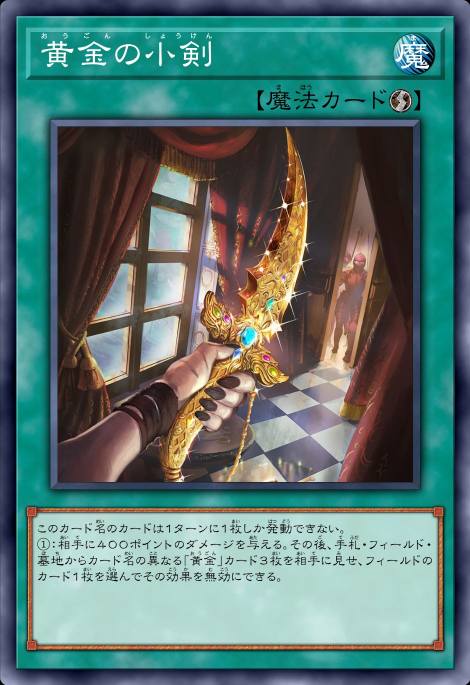 黄金の小剣
魔
【魔法カード】
このカード名のカードは1ターンに1枚しか発動できない。
①:相手に400ポイントのダメージを与える。その後、手札・フィールド・
墓地からカード名の異なる「黄金」カード3枚を相手に見せ、フィールドの
カード1枚を選んでその効果を無効にできる。